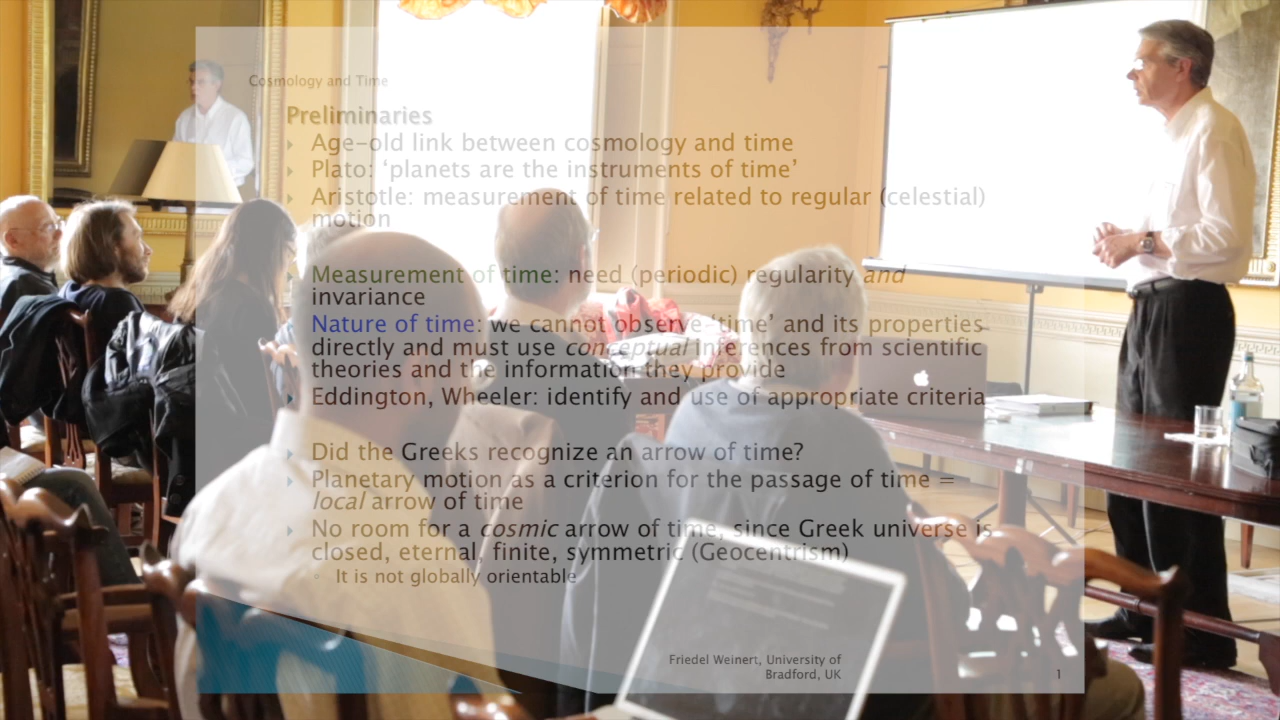 Cosmology and Time
Preliminaries
Age-old link between cosmology and time
Plato: ‘planets are the instruments of time’
Aristotle: measurement of time related to regular (celestial)
motion
Measurement of time: need (periodic) regularity and
invariance
Nature of time: we cannot observe ‘time’ and its properties
directly and must use conceptual inferences from scientific
theories and the information they provide
Eddington, Wheeler: identify and use of appropriate criteria
Did the Greeks recognize an arrow of time?
Planetary motion as a criterion for the passage of time =
local arrow of time
No room for a cosmic arrow of time, since Greek universe is
closed, eternal, finite, symmetric (Geocentrism)
It is not globally orientable
Friedel Weinert, University of
Bradford, UK
1